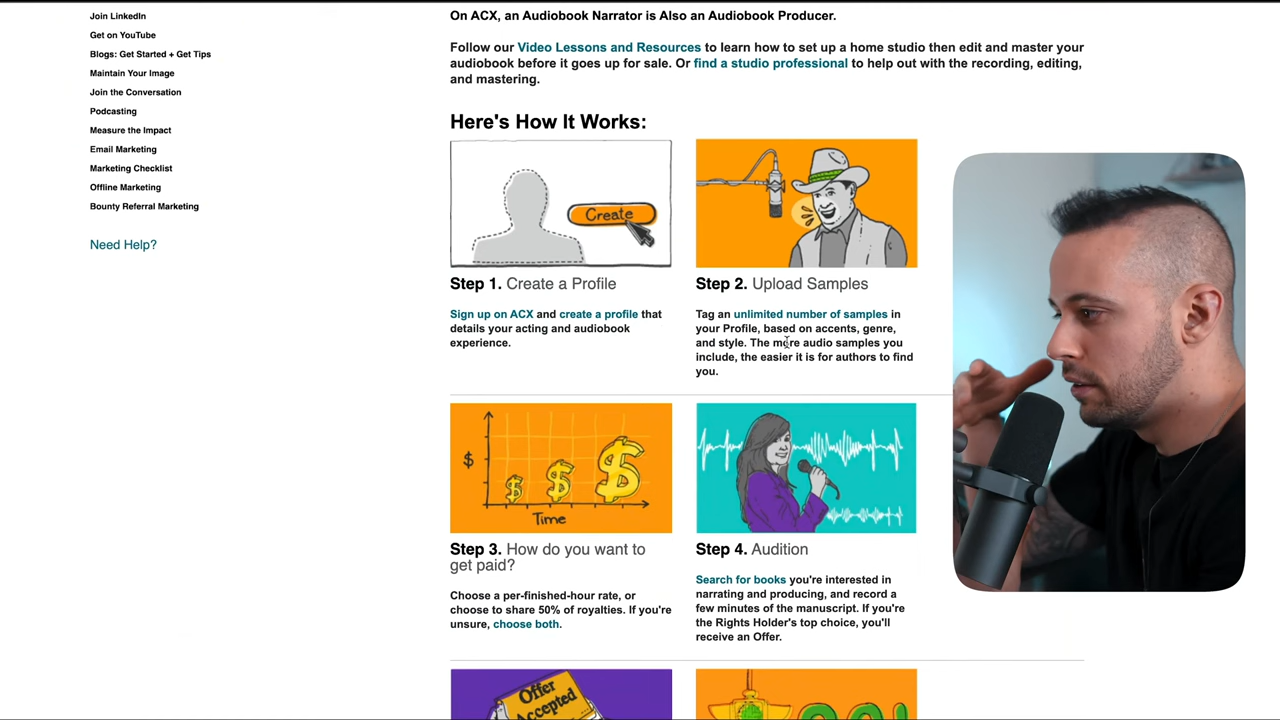 Join LinkedIn
Get on YouTube
Blogs: Get Started + Get Tips
Maintain Your Image
Join the Conversation
Podcasting
Measure the Impact
Email Marketing
Marketing Checklist
Offline Marketing
Bounty Referral Marketing
Need Help?
On ACX, an Audiobook Narrator is Also an Audiobook Producer.
Follow our Video Lessons and Resources to learn how to set up a home studio then edit and master your
audiobook before it goes up for sale. Or find a studio professional to help out with the recording, editing,
and mastering.
Here's How It Works:
Create
Step 1. Create a Profile
Sign up on ACX and create a profile that
details your acting and audiobook
experience.
Step 2. Upload Samples
Tag an unlimited number of samples in
your Profile, based on accents, genre,
and style. The more audio samples you
include, the easier it is for authors to find
you.
$
$ $ $
Time
Step 3. How do you want to
get paid?
Choose a per-finished-hour rate, or
choose to share 50% of royalties. If you're
unsure, choose both.
Step 4. Audition
Search for books you're interested in
narrating and producing, and record a
few minutes of the manuscript. If you're
the Rights Holder's top choice, you'll
receive an Offer.
Offer
Accepted